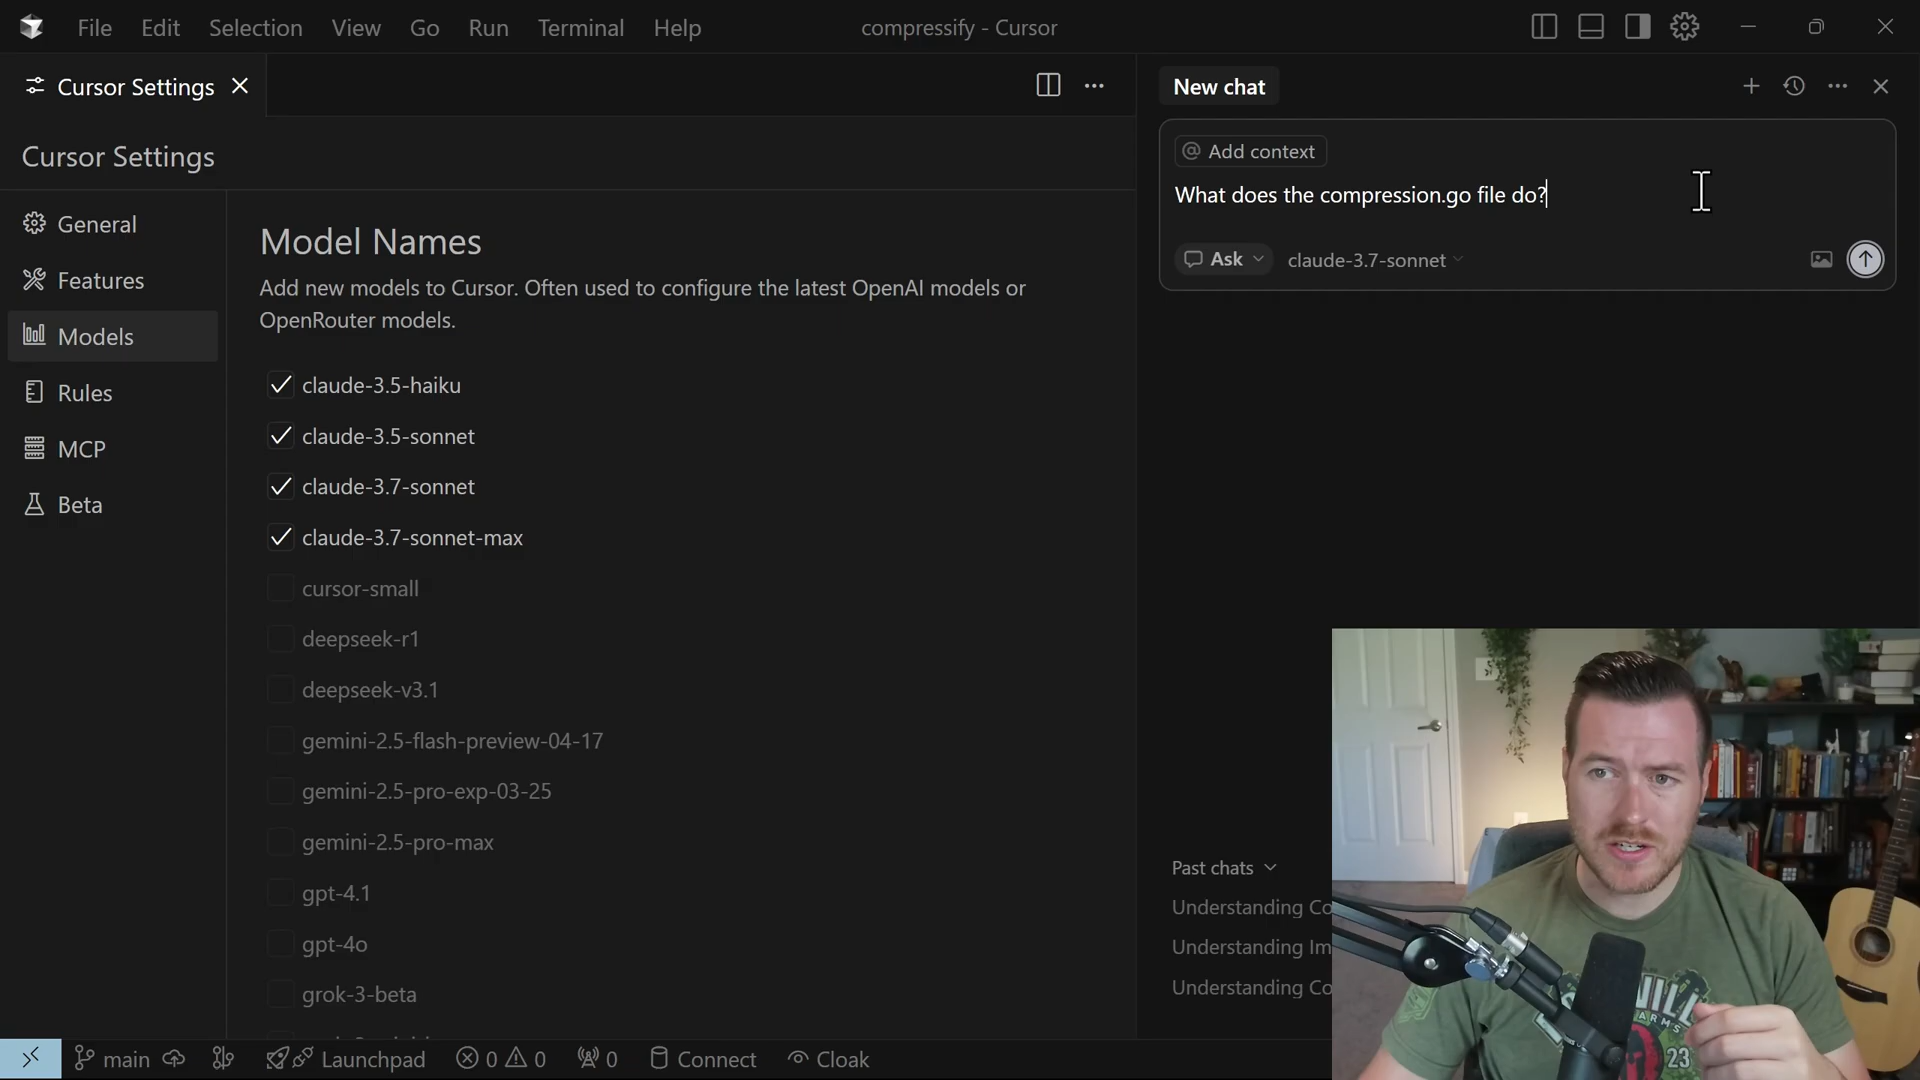 File Edit Selection View Go Run Terminal Help
compressify - Cursor
Cursor Settings
New chat
Cursor Settings
Add context
What does the compression.go file do?
Ask claude-3.7-sonnet
General
Features
Models
Rules
MCP
Beta
Model Names
Add new models to Cursor. Often used to configure the latest OpenAI models or
OpenRouter models.
claude-3.5-haiku
claude-3.5-sonnet
claude-3.7-sonnet
claude-3.7-sonnet-max
cursor-small
deepseek-r1
deepseek-v3.1
gemini-2.5-flash-preview-04-17
gemini-2.5-pro-exp-03-25
gemini-2.5-pro-max
gpt-4.1
gpt-4o
grok-3-beta
Past chats
Understanding Co
Understanding Im
Understanding Co
ARMS
23
main Launchpad 0 0 0 Connect Cloak